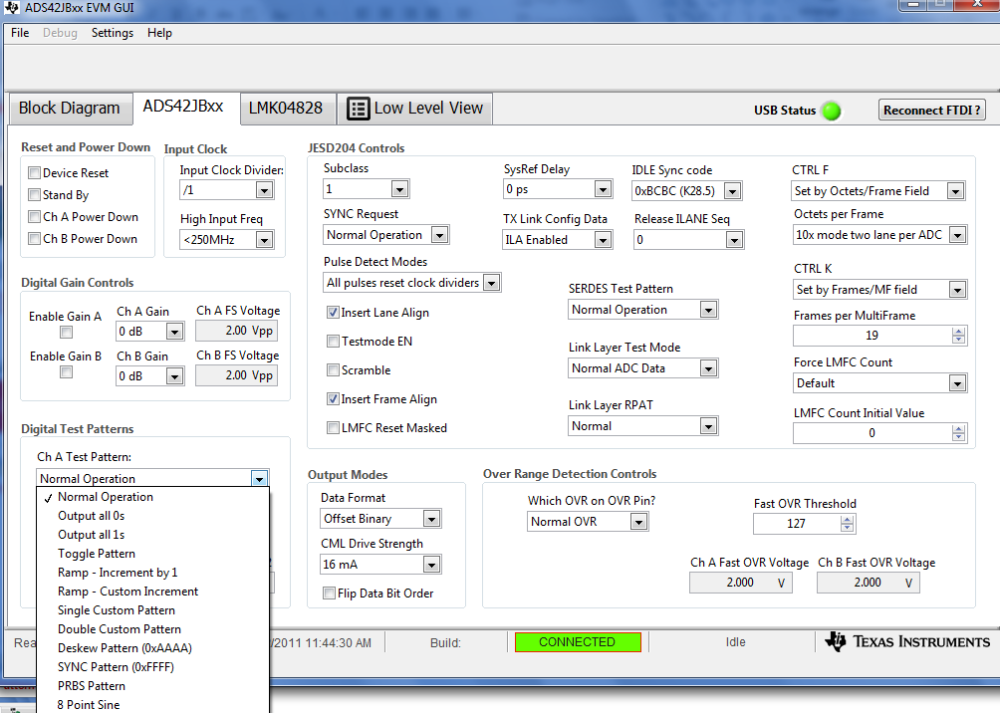 ADS42JBxx EVM GUI
File Debug Settings Help
Block Diagram ADS42JBxx LMK04828 Low Level View
USB Status Reconnect FTDI ?
Reset and Power Down
Device Reset
Stand By
Ch A Power Down
Ch B Power Down
Input Clock
Input Clock Divider:
/1
High Input Freq
<250MHz
Digital Gain Controls
Enable Gain A
Ch A Gain
0 dB
Ch A FS Voltage
2.00 Vpp
Enable Gain B
Ch B Gain
0 dB
Ch B FS Voltage
2.00 Vpp
JESD204 Controls
Subclass
1
SYNC Request
Normal Operation
Pulse Detect Modes
All pulses reset clock dividers
Insert Lane Align
Testmode EN
Scramble
Insert Frame Align
LMFC Reset Masked
SysRef Delay
0 ps
TX Link Config Data
ILA Enabled
IDLE Sync code
0xBCBC (K28.5)
Release ILANE Seq
0
SERDES Test Pattern
Normal Operation
Link Layer Test Mode
Normal ADC Data
Link Layer RPAT
Normal
CTRL F
Set by Octets/Frame Field
Octets per Frame
10x mode two lane per ADC
CTRL K
Set by Frames/MF field
Frames per MultiFrame
19
Force LMFC Count
Default
LMFC Count Initial Value
0
Digital Test Patterns
Ch A Test Pattern:
Normal Operation
Normal Operation
Output all 0s
Output all 1s
Toggle Pattern
Ramp - Increment by 1
Ramp - Custom Increment
Single Custom Pattern
Double Custom Pattern
Deskew Pattern (0xAAAA)
SYNC Pattern (0xFFFF)
PRBS Pattern
8 Point Sine
Output Modes
Data Format
Offset Binary
CML Drive Strength
16 mA
Flip Data Bit Order
Over Range Detection Controls
Which OVR on OVR Pin?
Normal OVR
Fast OVR Threshold
127
Ch A Fast OVR Voltage
2.000 V
Ch B Fast OVR Voltage
2.000 V
/2011 11:44:30 AM Build: CONNECTED Idle TEXAS INSTRUMENTS